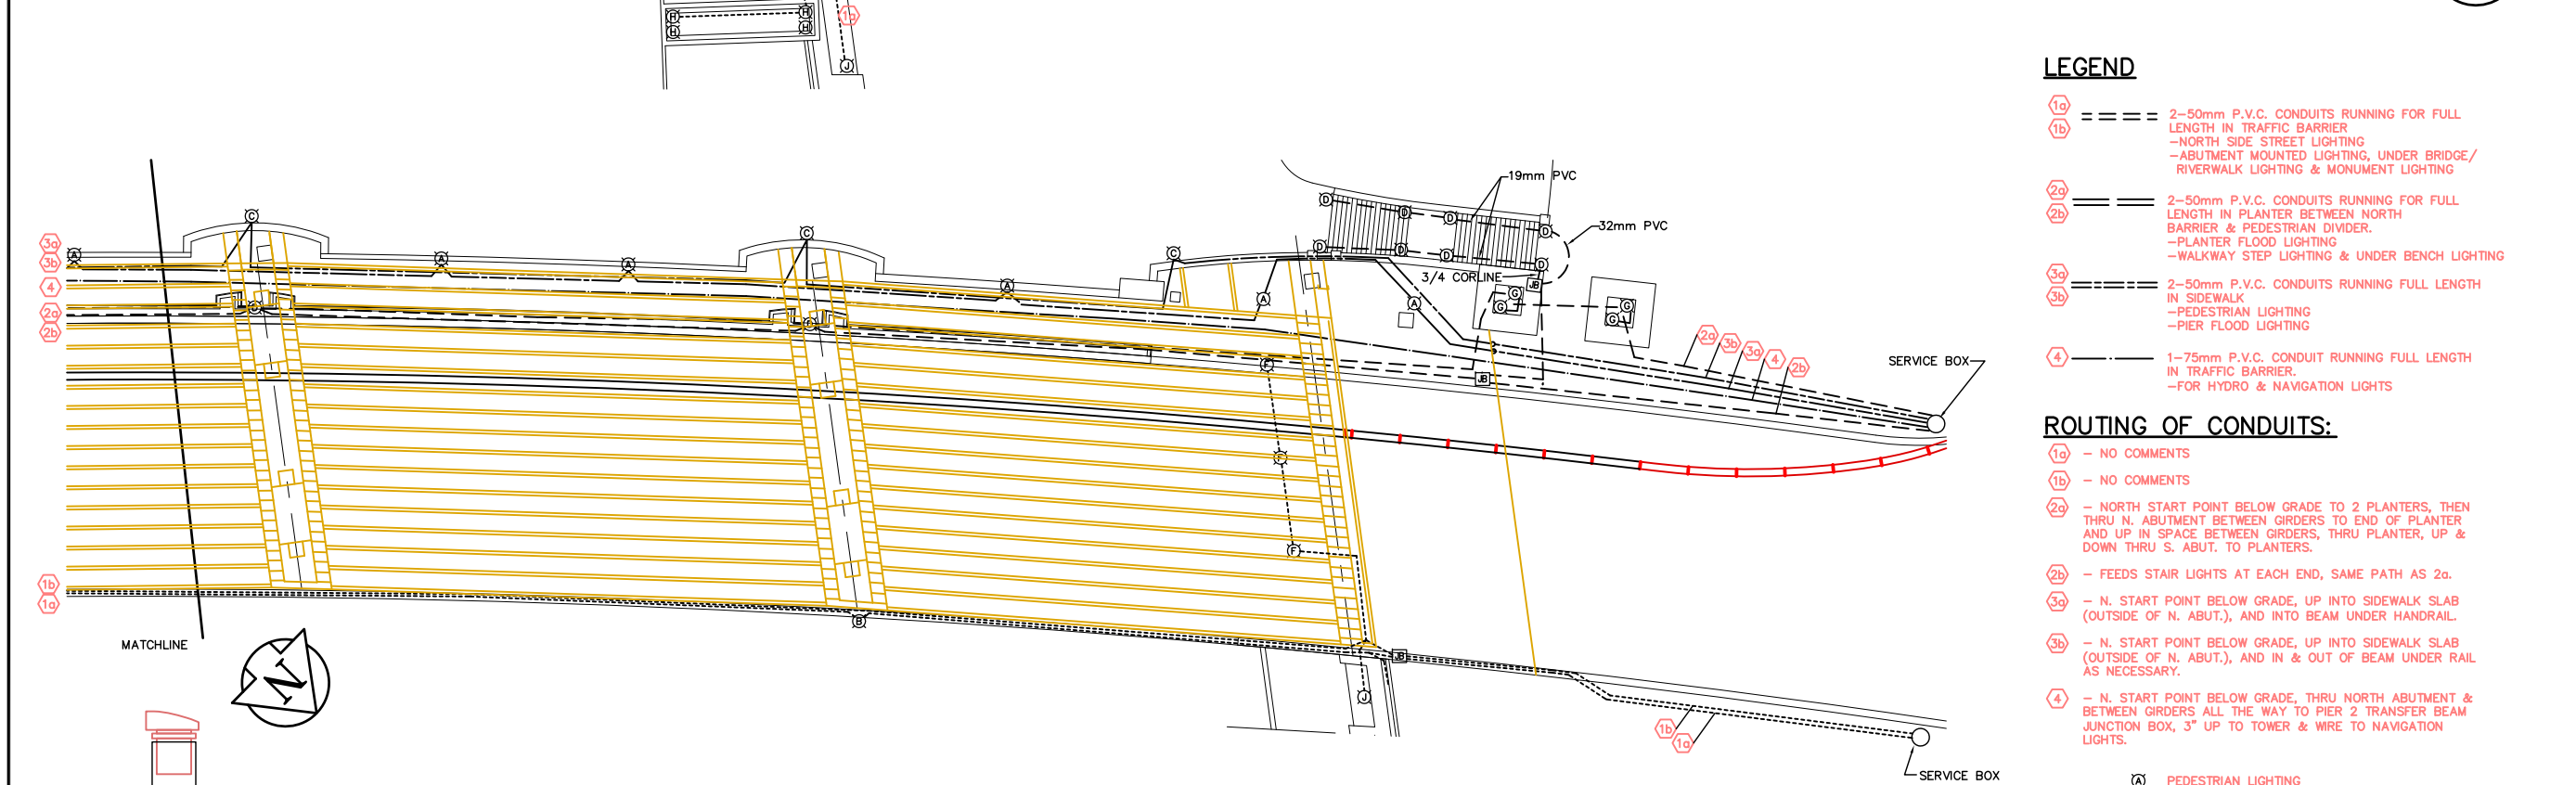 H
H
H
H
1a
J
19mm PVC
32mm PVC
3/4 CORLINE
C
C
C
A
A
A
A
A
A
D
D
D
D
D
D
D
D
JB
G
G
G
G
3a
3b
4
2a
2b
D
D
F
F
F
F
JB
2a
3b
3a
4
2b
SERVICE BOX
1b
1a
B
JB
J
1b
1a
SERVICE BOX
MATCHLINE
N
LEGEND
1a
1b
2-50mm P.V.C. CONDUITS RUNNING FOR FULL
LENGTH IN TRAFFIC BARRIER
-NORTH SIDE STREET LIGHTING
-ABUTMENT MOUNTED LIGHTING, UNDER BRIDGE/
RIVERWALK LIGHTING & MONUMENT LIGHTING
2a
2b
2-50mm P.V.C. CONDUITS RUNNING FOR FULL
LENGTH IN PLANTER BETWEEN NORTH
BARRIER & PEDESTRIAN DIVIDER.
-PLANTER FLOOD LIGHTING
-WALKWAY STEP LIGHTING & UNDER BENCH LIGHTING
3a
3b
2-50mm P.V.C. CONDUITS RUNNING FULL LENGTH
IN SIDEWALK
-PEDESTRIAN LIGHTING
-PIER FLOOD LIGHTING
4
1-75mm P.V.C. CONDUIT RUNNING FULL LENGTH
IN TRAFFIC BARRIER.
-FOR HYDRO & NAVIGATION LIGHTS
ROUTING OF CONDUITS:
1a - NO COMMENTS
1b - NO COMMENTS
2a - NORTH START POINT BELOW GRADE TO 2 PLANTERS, THEN
THRU N. ABUTMENT BETWEEN GIRDERS TO END OF PLANTER
AND UP IN SPACE BETWEEN GIRDERS, THRU PLANTER, UP &
DOWN THRU S. ABUT. TO PLANTERS.
2b - FEEDS STAIR LIGHTS AT EACH END, SAME PATH AS 2a.
3a - N. START POINT BELOW GRADE, UP INTO SIDEWALK SLAB
(OUTSIDE OF N. ABUT.), AND INTO BEAM UNDER HANDRAIL.
3b - N. START POINT BELOW GRADE, UP INTO SIDEWALK SLAB
(OUTSIDE OF N. ABUT.), AND IN & OUT OF BEAM UNDER RAIL
AS NECESSARY.
4 - N. START POINT BELOW GRADE, THRU NORTH ABUTMENT &
BETWEEN GIRDERS ALL THE WAY TO PIER 2 TRANSFER BEAM
JUNCTION BOX, 3" UP TO TOWER & WIRE TO NAVIGATION
LIGHTS.
A PEDESTRIAN LIGHTING